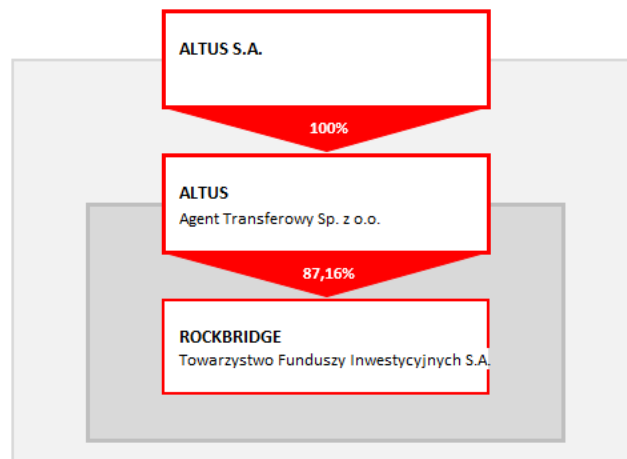 ALTUS S.A.
100%
ALTUS
Agent Transferowy Sp. z o.o.
87,16%
ROCKBRIDGE
Towarzystwo Funduszy Inwestycyjnych S.A.